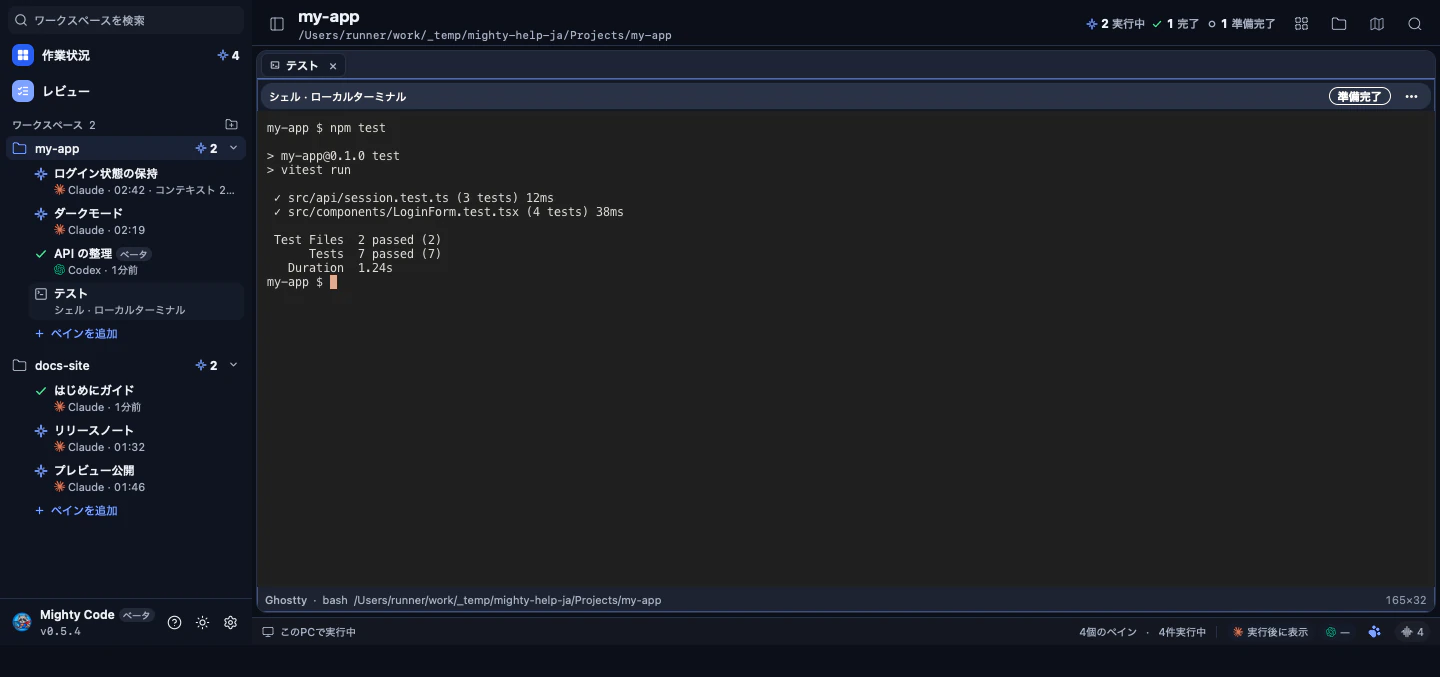 ワークスペースを検索
作業状況 4
レビュー
ワークスペース 2
my-app 2
ログイン状態の保持
Claude · 02:42 · コンテキスト 2...
ダークモード
Claude · 02:19
API の整理 ベータ
Codex · 1分前
テスト
シェル · ローカルターミナル
+ ペインを追加
docs-site 2
はじめにガイド
Claude · 1分前
リリースノート
Claude · 01:32
プレビュー公開
Claude · 01:46
+ ペインを追加
Mighty Code ベータ
v0.5.4
my-app
/Users/runner/work/_temp/mighty-help-ja/Projects/my-app
2 実行中 ✓ 1 完了 1 準備完了
テスト ×
シェル · ローカルターミナル 準備完了 ...
my-app $ npm test
> my-app@0.1.0 test
> vitest run
✓ src/api/session.test.ts (3 tests) 12ms
✓ src/components/LoginForm.test.tsx (4 tests) 38ms
Test Files 2 passed (2)
Tests 7 passed (7)
Duration 1.24s
my-app $
Ghostty · bash /Users/runner/work/_temp/mighty-help-ja/Projects/my-app 165×32
このPCで実行中 4個のペイン · 4件実行中 実行後に表示 — 4